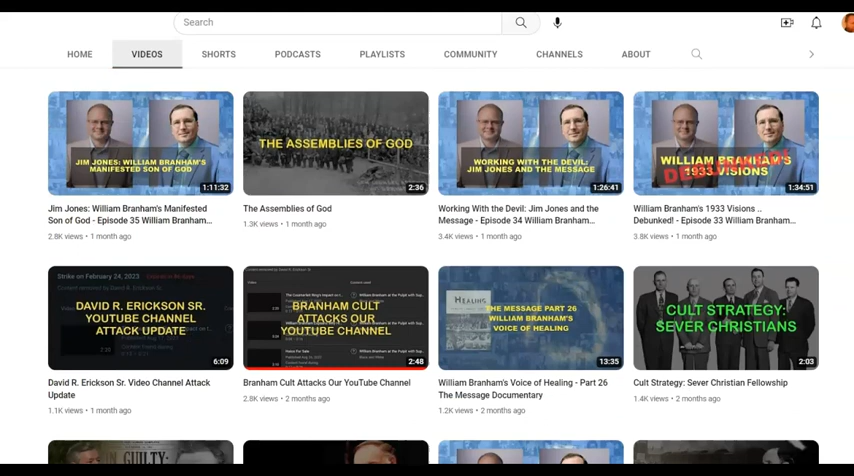 Search
HOME
VIDEOS
SHORTS
PODCASTS
PLAYLISTS
COMMUNITY
CHANNELS
ABOUT
JIM JONES: WILLIAM BRANHAM'S
MANIFESTED SON OF GOD
1:11:32
THE ASSEMBLIES OF GOD
2:36
WORKING WITH THE DEVIL:
JIM JONES AND THE MESSAGE
1:26:41
WILLIAM BRANHAM'S
1933 VISIONS
DEBUNKED!
1:34:51
Jim Jones: William Branham's Manifested
Son of God - Episode 35 William Branham...
2.8K views • 1 month ago
The Assemblies of God
1.3K views • 1 month ago
Working With the Devil: Jim Jones and the
Message - Episode 34 William Branham...
3.4K views • 1 month ago
William Branham's 1933 Visions ..
Debunked! - Episode 33 William Branham...
3.8K views • 1 month ago
Strike on February 24, 2023
DAVID R. ERICKSON SR.
YOUTUBE CHANNEL
ATTACK UPDATE
6:09
BRANHAM CULT
ATTACKS OUR
YOUTUBE CHANNEL
2:48
HEALING
THE MESSAGE PART 26
WILLIAM BRANHAM'S
VOICE OF HEALING
13:35
CULT STRATEGY:
SEVER CHRISTIANS
2:03
David R. Erickson Sr. Video Channel Attack
Update
1.1K views • 1 month ago
Branham Cult Attacks Our YouTube Channel
2.8K views • 2 months ago
William Branham's Voice of Healing - Part 26
The Message Documentary
1.2K views • 2 months ago
Cult Strategy: Sever Christian Fellowship
1.4K views • 2 months ago
GUILTY: